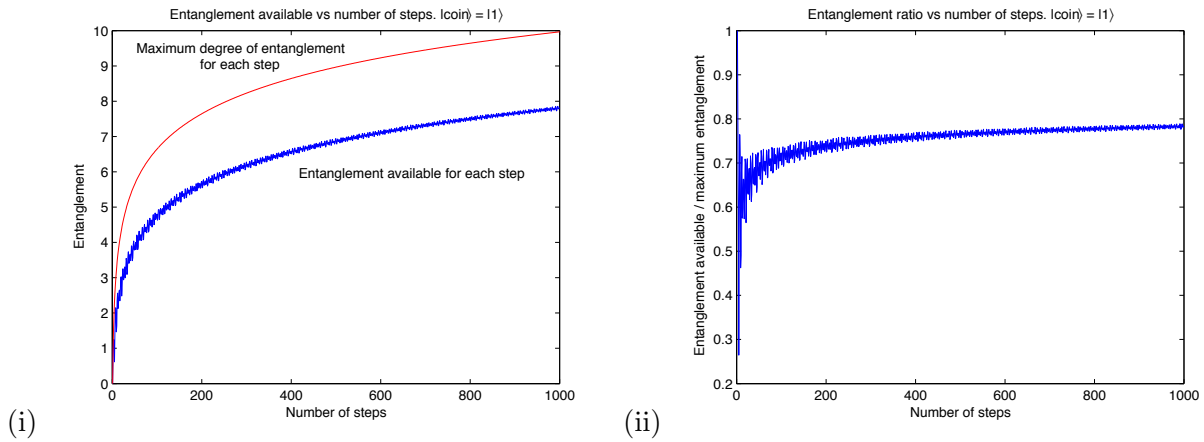 Entanglement available vs number of steps. |coin⟩ = |1⟩
10
9
8
7
6
5
4
3
2
1
0
Entanglement
Maximum degree of entanglement
for each step
Entanglement available for each step
0 200 400 600 800 1000
Number of steps
(i)
Entanglement ratio vs number of steps. |coin⟩ = |1⟩
1
0.9
0.8
0.7
0.6
0.5
0.4
0.3
0.2
Entanglement available / maximum entanglement
0 200 400 600 800 1000
Number of steps
(ii)